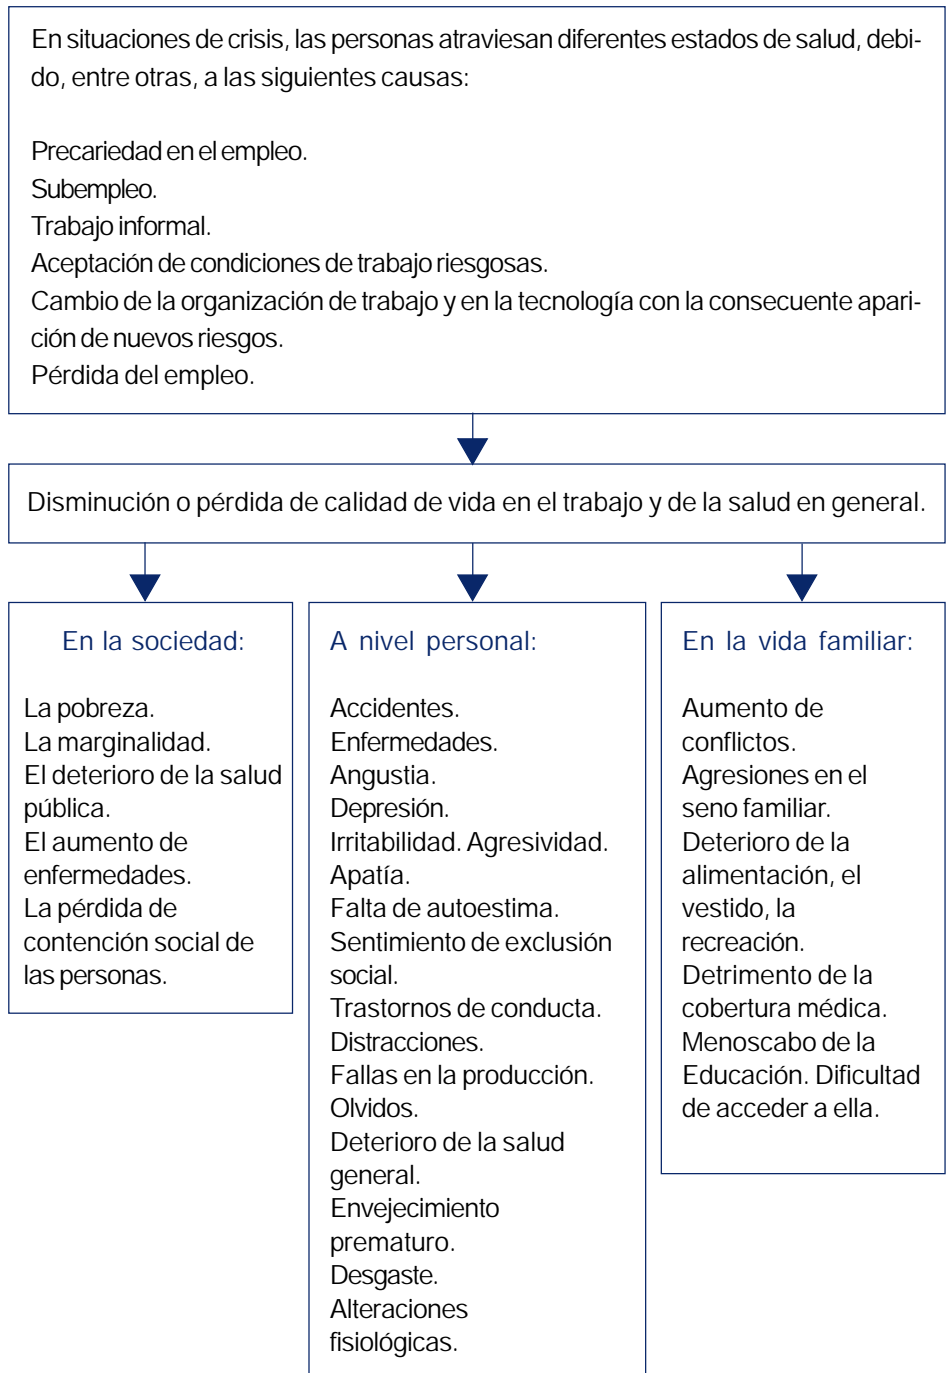 En situaciones de crisis, las personas atraviesan diferentes estados de salud, debi-
do, entre otras, a las siguientes causas:
Precariedad en el empleo.
Subempleo.
Trabajo informal.
Aceptación de condiciones de trabajo riesgosas.
Cambio de la organización de trabajo y en la tecnología con la consecuente apari-
ción de nuevos riesgos.
Pérdida del empleo.
Disminución o pérdida de calidad de vida en el trabajo y de la salud en general.
En la sociedad:
La pobreza.
La marginalidad.
El deterioro de la salud
pública.
El aumento de
enfermedades.
La pérdida de
contención social de
las personas.
A nivel personal:
Accidentes.
Enfermedades.
Angustia.
Depresión.
Irritabilidad. Agresividad.
Apatía.
Falta de autoestima.
Sentimiento de exclusión
social.
Trastornos de conducta.
Distracciones.
Fallas en la producción.
Olvidos.
Deterioro de la salud
general.
Envejecimiento
prematuro.
Desgaste.
Alteraciones
fisiológicas.
En la vida familiar:
Aumento de
conflictos.
Agresiones en el
seno familiar.
Deterioro de la
alimentación, el
vestido, la
recreación.
Detrimento de la
cobertura médica.
Menoscabo de la
Educación. Dificultad
de acceder a ella.